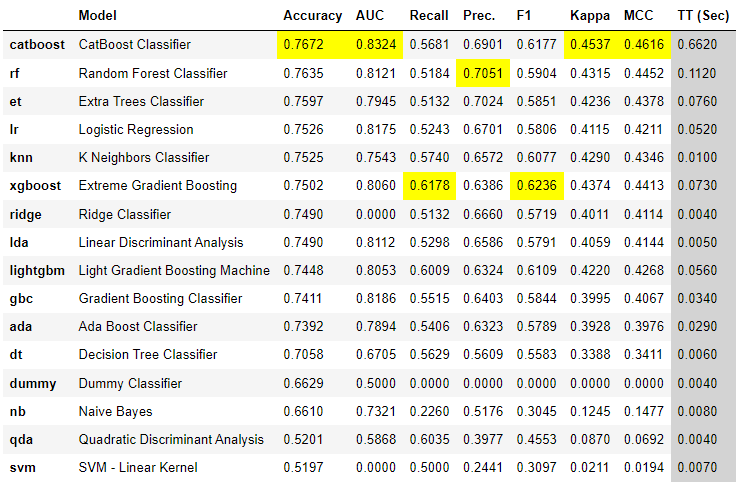 Model Accuracy AUC Recall Prec. F1 Kappa MCC TT (Sec)
catboost CatBoost Classifier 0.7672 0.8324 0.5681 0.6901 0.6177 0.4537 0.4616 0.6620
rf Random Forest Classifier 0.7635 0.8121 0.5184 0.7051 0.5904 0.4315 0.4452 0.1120
et Extra Trees Classifier 0.7597 0.7945 0.5132 0.7024 0.5851 0.4236 0.4378 0.0760
lr Logistic Regression 0.7526 0.8175 0.5243 0.6701 0.5806 0.4115 0.4211 0.0520
knn K Neighbors Classifier 0.7525 0.7543 0.5740 0.6572 0.6077 0.4290 0.4346 0.0100
xgboost Extreme Gradient Boosting 0.7502 0.8060 0.6178 0.6386 0.6236 0.4374 0.4413 0.0730
ridge Ridge Classifier 0.7490 0.0000 0.5132 0.6660 0.5719 0.4011 0.4114 0.0040
lda Linear Discriminant Analysis 0.7490 0.8112 0.5298 0.6586 0.5791 0.4059 0.4144 0.0050
lightgbm Light Gradient Boosting Machine 0.7448 0.8053 0.6009 0.6324 0.6109 0.4220 0.4268 0.0560
gbc Gradient Boosting Classifier 0.7411 0.8186 0.5515 0.6403 0.5844 0.3995 0.4067 0.0340
ada Ada Boost Classifier 0.7392 0.7894 0.5406 0.6323 0.5789 0.3928 0.3976 0.0290
dt Decision Tree Classifier 0.7058 0.6705 0.5629 0.5609 0.5583 0.3388 0.3411 0.0060
dummy Dummy Classifier 0.6629 0.5000 0.0000 0.0000 0.0000 0.0000 0.0000 0.0040
nb Naive Bayes 0.6610 0.7321 0.2260 0.5176 0.3045 0.1245 0.1477 0.0080
qda Quadratic Discriminant Analysis 0.5201 0.5868 0.6035 0.3977 0.4553 0.0870 0.0692 0.0040
svm SVM - Linear Kernel 0.5197 0.0000 0.5000 0.2441 0.3097 0.0211 0.0194 0.0070